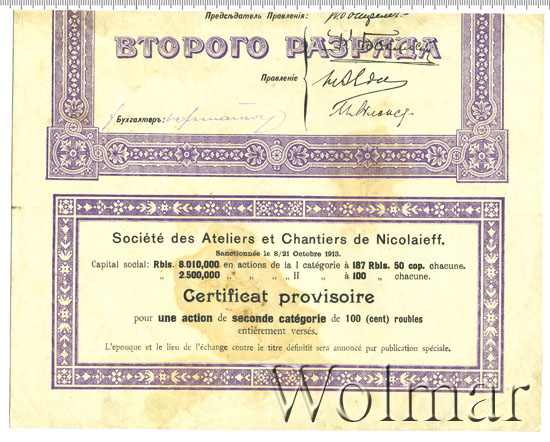 Предсѣдатель Правленія:
ВТОРОГО РАЗРЯДА
Правленіе
Бухгалтеръ:
Société des Ateliers et Chantiers de Nicolaieff.
Sanctionnée le 8/21 Octobre 1913.
Capital social: Rbls. 8.010,000 en actions de la I catégorie à 187 Rbls. 50 cop. chacune.
„ 2.500,000 „ „ „ „ II „ à 100 „ chacune.
Certificat provisoire
pour une action de seconde catégorie de 100 (cent) roubles
entièrement versés.
L'epouque et le lieu de l'échange contre le titre définitif sera annoncé par publication spéciale.
Wolmar